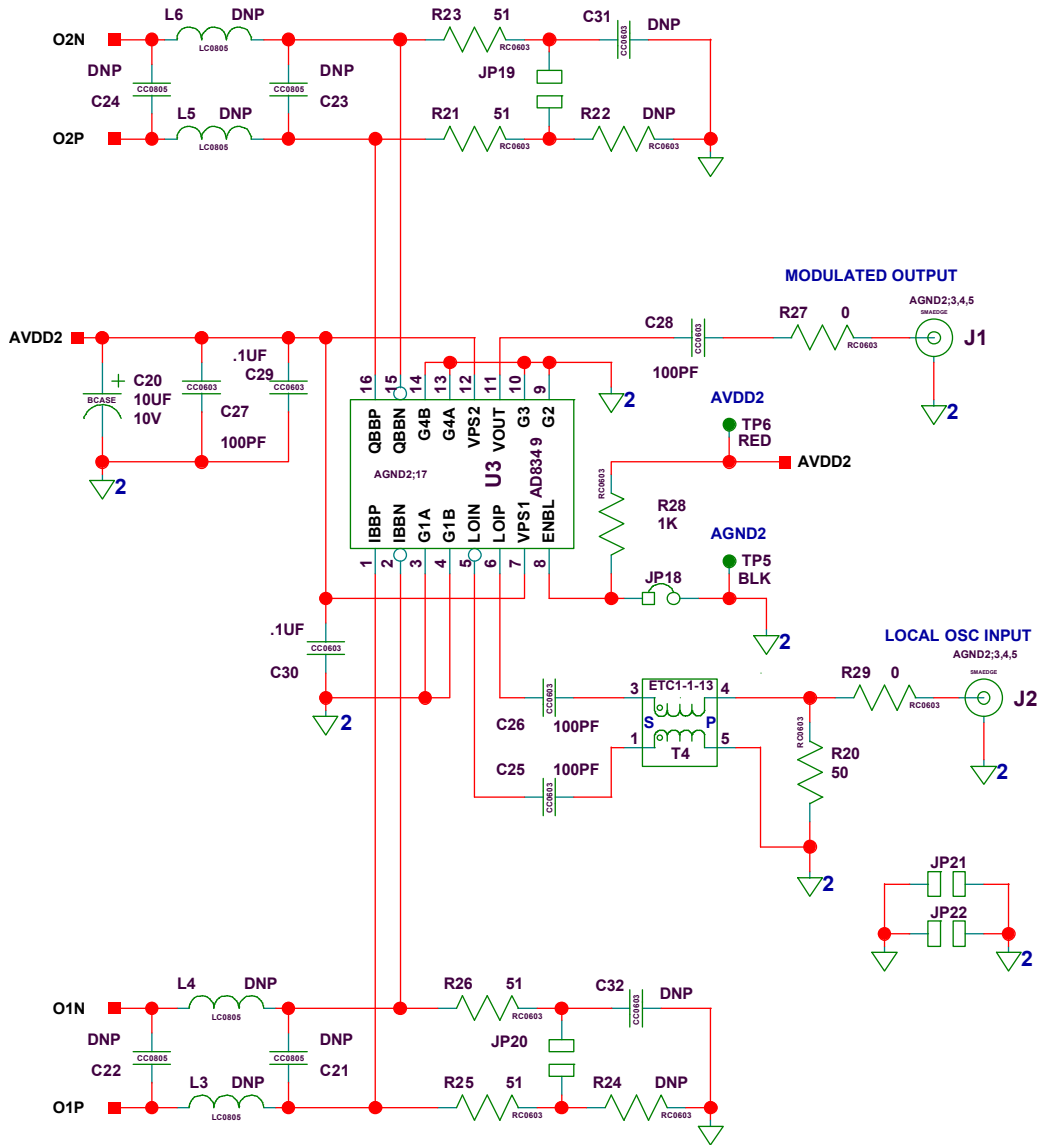 L6 DNP
LC0805
O2N
R23 51
RC0603
C31
CC0603
DNP
DNP
CC0805
C24
DNP
CC0805
C23
JP19
O2P
L5 DNP
LC0805
R21 51
RC0603
R22 DNP
RC0603
MODULATED OUTPUT
AGND2;3,4,5
SMAEDGE
J1
2
R27 0
RC0603
C28
CC0603
100PF
AVDD2
BCASE
+
C20
10UF
10V
2
CC0603
C27
100PF
.1UF
C29
CC0603
16 15 14 13 12 11 10 9
2
QBBP QBBN G4B G4A VPS2 VOUT G3 G2
AGND2;17
U3
AD8349
IBBP IBBN G1A G1B LOIN LOIP VPS1 ENBL
1 2 3 4 5 6 7 8
AVDD2
TP6
RED
AVDD2
RC0603
R28
1K
AGND2
TP5
BLK
JP18
2
.1UF
CC0603
C30
2
LOCAL OSC INPUT
AGND2;3,4,5
SMAEDGE
J2
2
R29 0
RC0603
C26
CC0603
100PF
3 ETC1-1-13 4
S P
1 T4 5
C25
CC0603
100PF
RC0603
R20
50
2
JP21
JP22
2
L4 DNP
LC0805
O1N
R26 51
RC0603
C32
CC0603
DNP
DNP
CC0805
C22
CC0805
C21
JP20
O1P
L3 DNP
LC0805
R25 51
RC0603
R24 DNP
RC0603